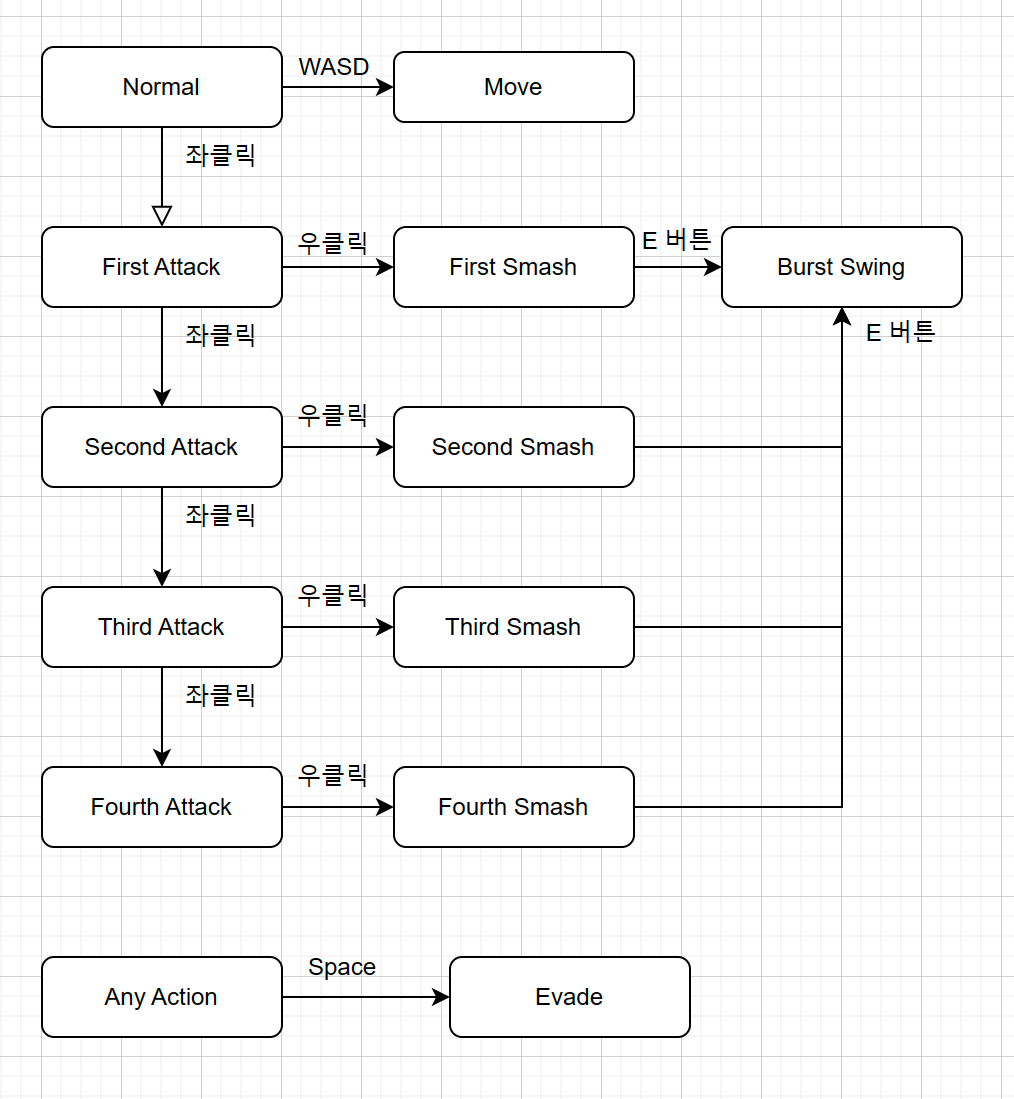 Normal
WASD
Move
좌클릭
First Attack
우클릭
First Smash
E 버튼
Burst Swing
좌클릭
E 버튼
Second Attack
우클릭
Second Smash
좌클릭
Third Attack
우클릭
Third Smash
좌클릭
Fourth Attack
우클릭
Fourth Smash
Any Action
Space
Evade